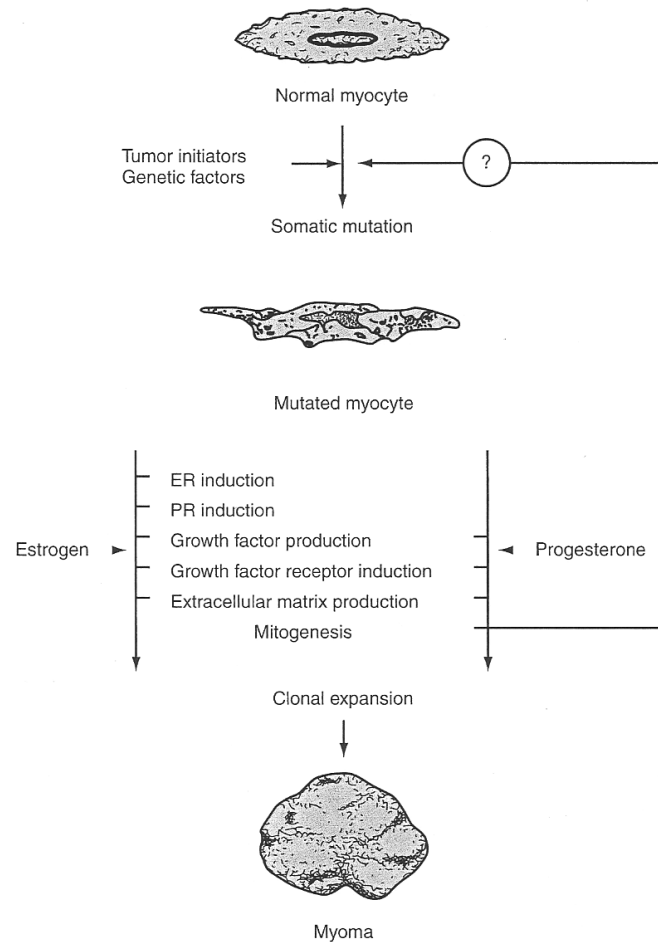 Normal myocyte
Tumor initiators
Genetic factors
?
Somatic mutation
Mutated myocyte
ER induction
PR induction
Growth factor production
Estrogen
Progesterone
Growth factor receptor induction
Extracellular matrix production
Mitogenesis
Clonal expansion
Myoma